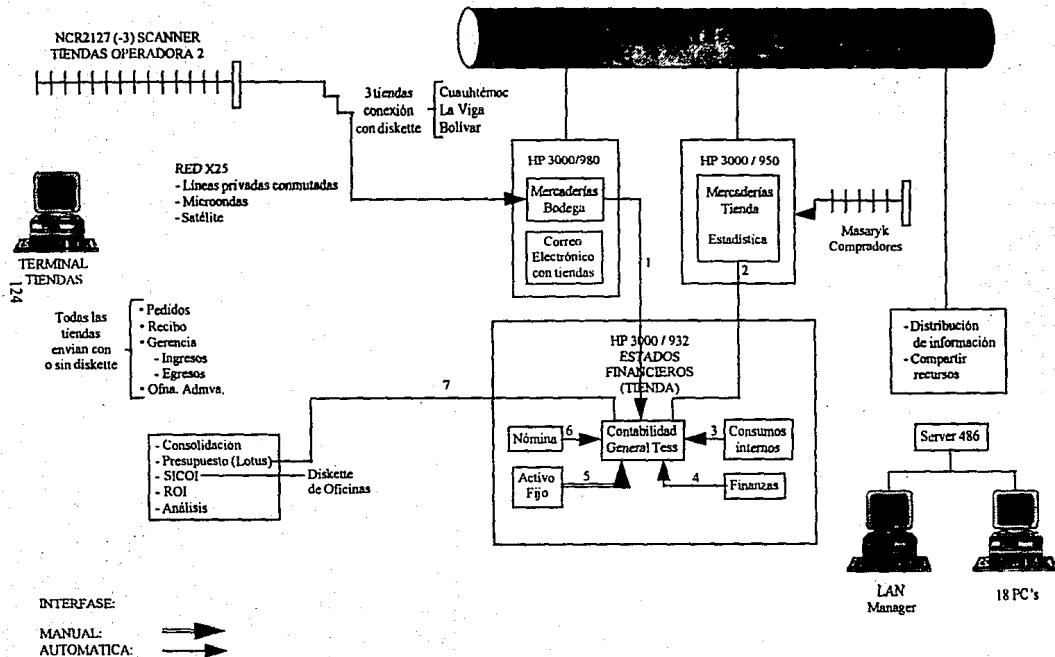 NCR2127 (-3) SCANNER
TIENDAS OPERADORA 2
3 tiendas
conexión
con diskette
Cuauhtémoc
La Viga
Bolívar
RED X25
- Líneas privadas conmutadas
- Microondas
- Satélite
TERMINAL
TIENDAS
124
HP 3000/980
Mercaderías
Bodega
Correo
Electrónico
con tiendas
1
HP 3000 / 950
Mercaderías
Tienda
Estadística
2
Masaryk
Compradores
Todas las
tiendas
envian con
o sin diskette
• Pedidos
• Recibo
• Gerencia
- Ingresos
- Egresos
• Ofna. Admva.
HP 3000 / 932
ESTADOS
FINANCIEROS
(TIENDA)
7
Nómina
6
Contabilidad
General Tess
3
Consumos
internos
Activo
Fijo
5
4
Finanzas
- Distribución
de información
- Compartir
recursos
Server 486
LAN
Manager
18 PC's
- Consolidación
- Presupuesto (Lotus)
- SICOI
- ROI
- Análisis
Diskette
de Oficinas
INTERFASE:
MANUAL:
AUTOMATICA: